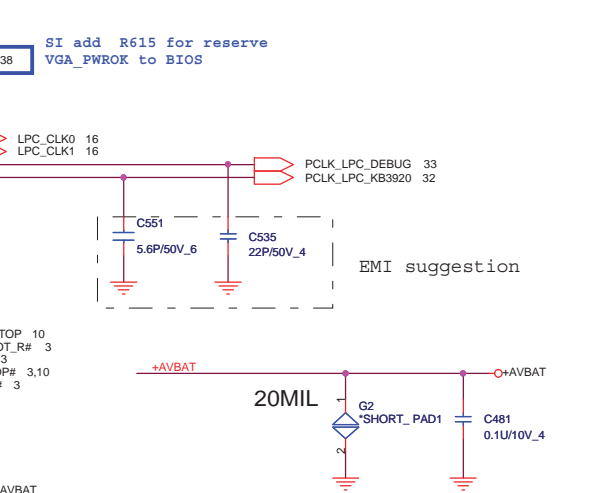 SI add R615 for reserve
38 VGA_PWROK to BIOS
LPC_CLK0 16
LPC_CLK1 16
PCLK_LPC_DEBUG 33
PCLK_LPC_KB3920 32
C551
5.6P/50V_6
C535
22P/50V_4
EMI suggestion
TOP 10
OT_R# 3
3
OP# 3,10
# 3
+AVBAT
+AVBAT
20MIL
1
G2
*SHORT_ PAD1
2
C481
0.1U/10V_4
AVBAT